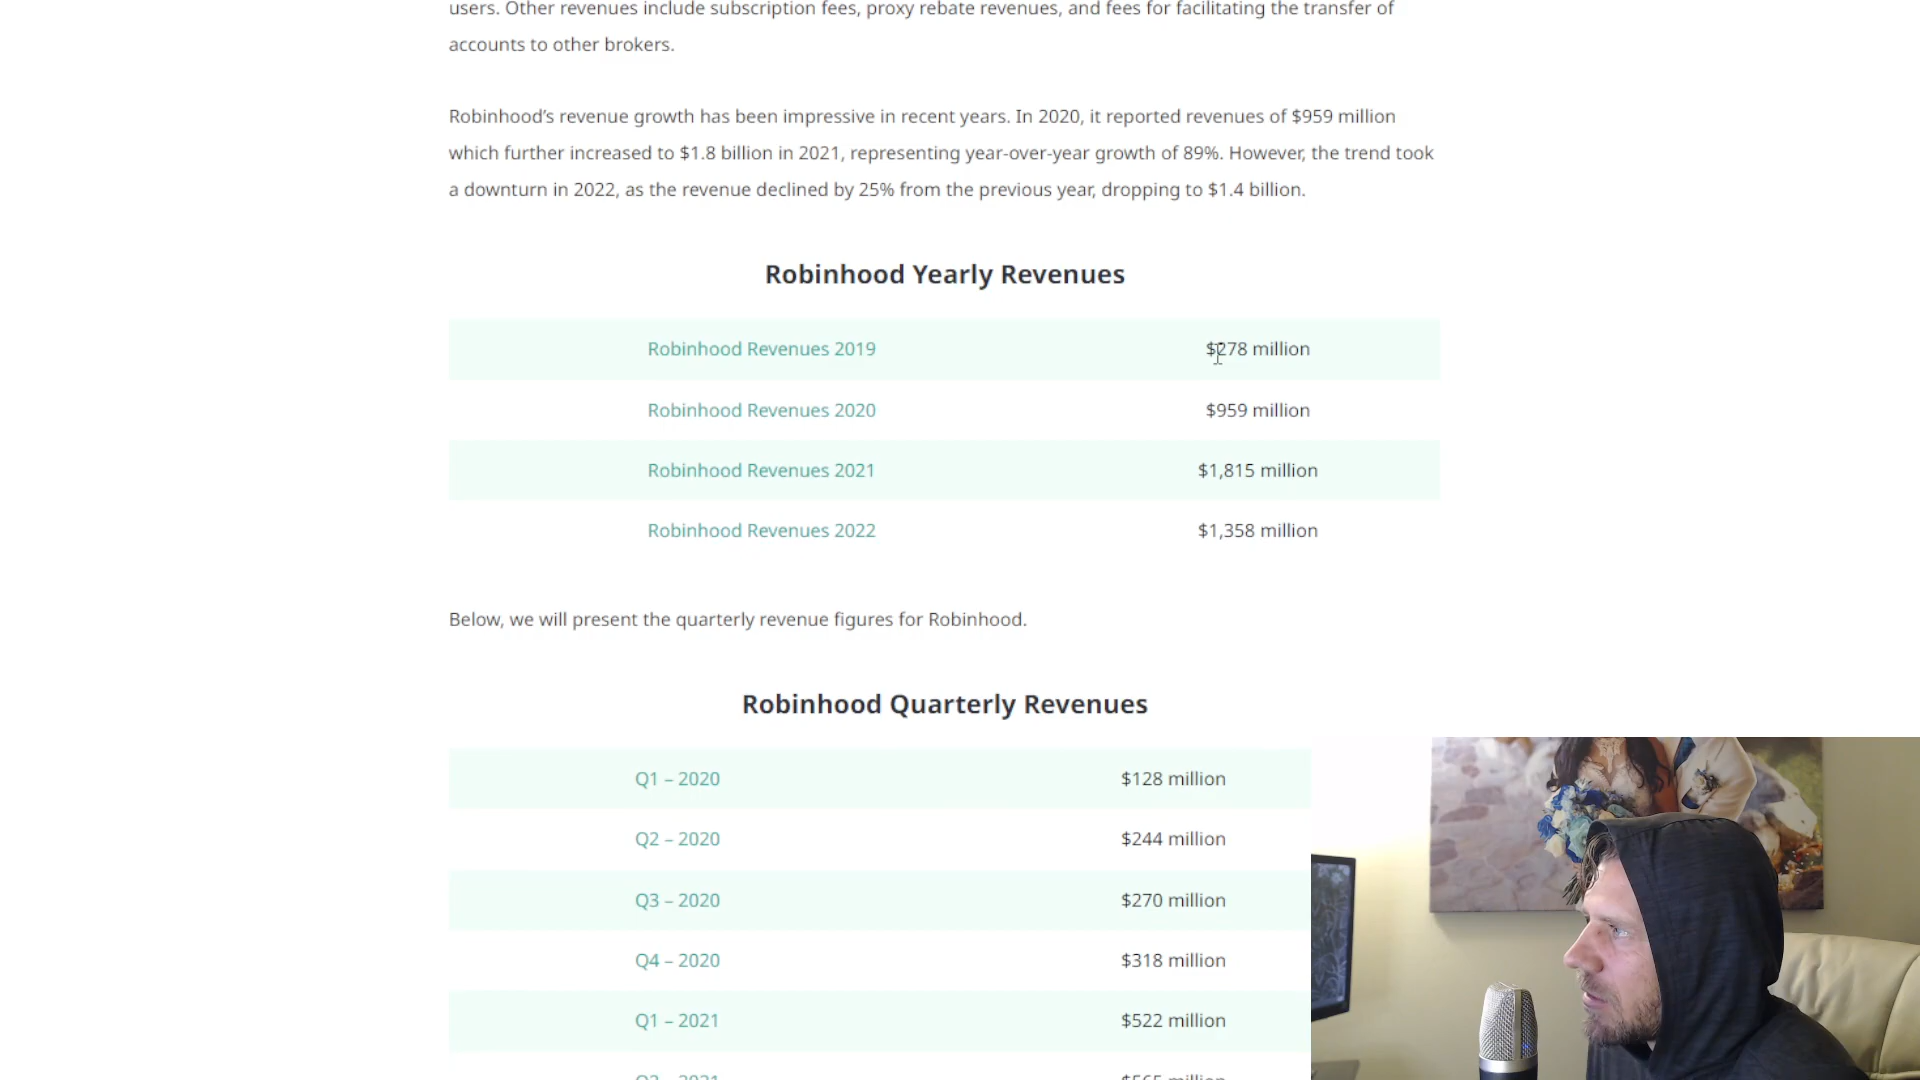 users. Other revenues include subscription fees, proxy rebate revenues, and fees for facilitating the transfer of
accounts to other brokers.
Robinhood’s revenue growth has been impressive in recent years. In 2020, it reported revenues of $959 million
which further increased to $1.8 billion in 2021, representing year-over-year growth of 89%. However, the trend took
a downturn in 2022, as the revenue declined by 25% from the previous year, dropping to $1.4 billion.
Robinhood Yearly Revenues
Robinhood Revenues 2019 $278 million
Robinhood Revenues 2020 $959 million
Robinhood Revenues 2021 $1,815 million
Robinhood Revenues 2022 $1,358 million
Below, we will present the quarterly revenue figures for Robinhood.
Robinhood Quarterly Revenues
Q1 – 2020 $128 million
Q2 – 2020 $244 million
Q3 – 2020 $270 million
Q4 – 2020 $318 million
Q1 – 2021 $522 million